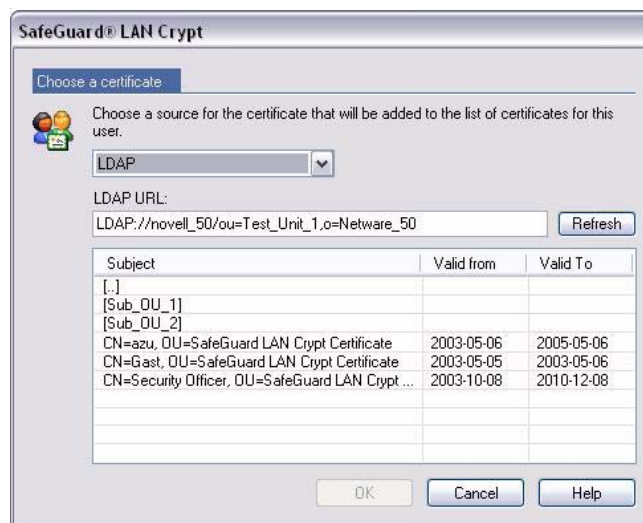 SafeGuard® LAN Crypt
Choose a certificate
Choose a source for the certificate that will be added to the list of certificates for this
user.
LDAP
LDAP URL:
LDAP://novell_50/ou=Test_Unit_1,o=Netware_50
Refresh
Subject Valid from Valid To
[..]
[Sub_OU_1]
[Sub_OU_2]
CN=azu, OU=SafeGuard LAN Crypt Certificate 2003-05-06 2005-05-06
CN=Gast, OU=SafeGuard LAN Crypt Certificate 2003-05-05 2003-05-06
CN=Security Officer, OU=SafeGuard LAN Crypt ... 2003-10-08 2010-12-08
OK Cancel Help